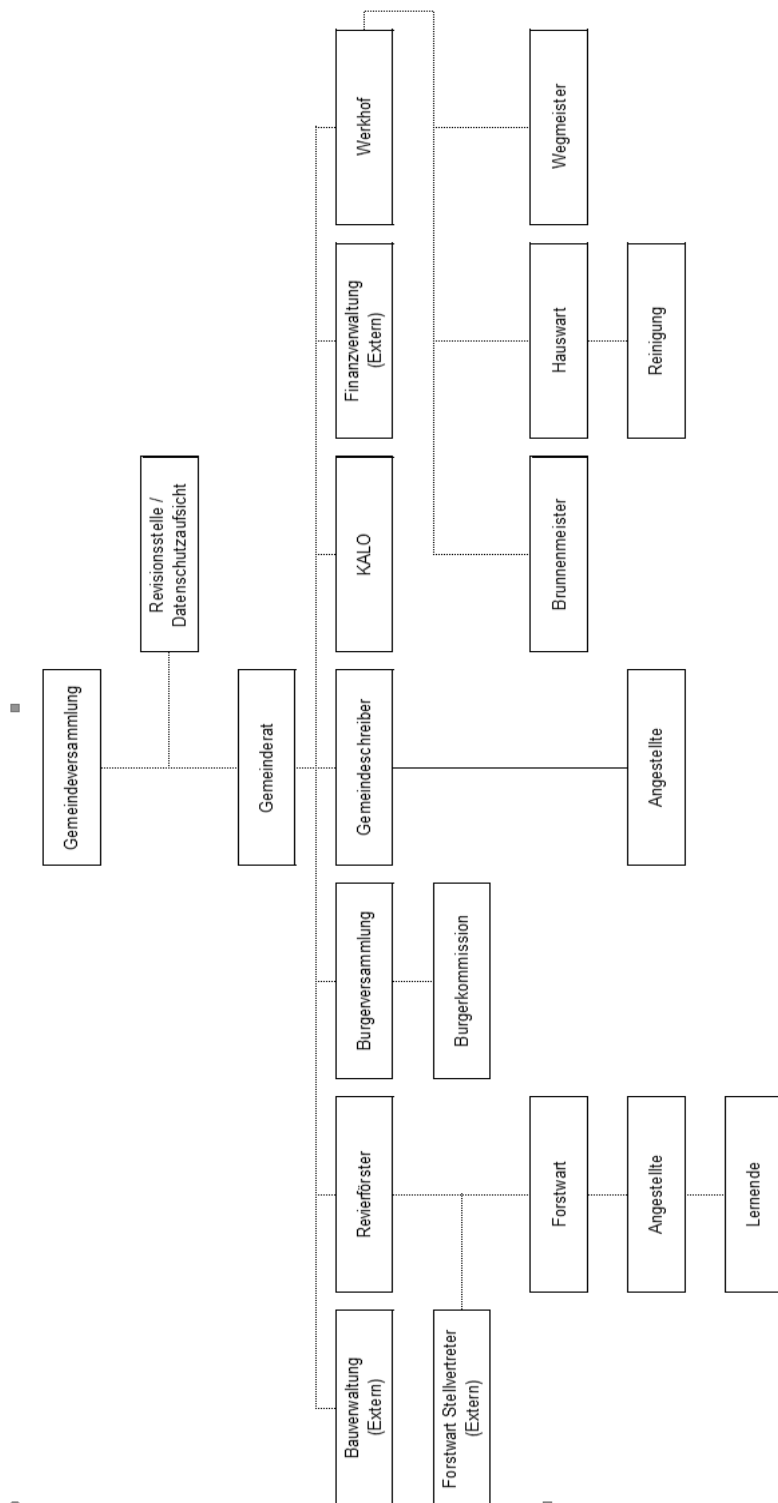 Gemeindeversammlung
Revisionsstelle /
Datenschutzaufsicht
Gemeinderat
Bauverwaltung
(Extern)
Revierförster
Burgerversammlung
Gemeindeschreiber
KALO
Finanzverwaltung
(Extern)
Werkhof
Forstwart Stellvertreter
(Extern)
Burgerkommission
Forstwart
Brunnenmeister
Hauswart
Wegmeister
Angestellte
Angestellte
Reinigung
Lernende